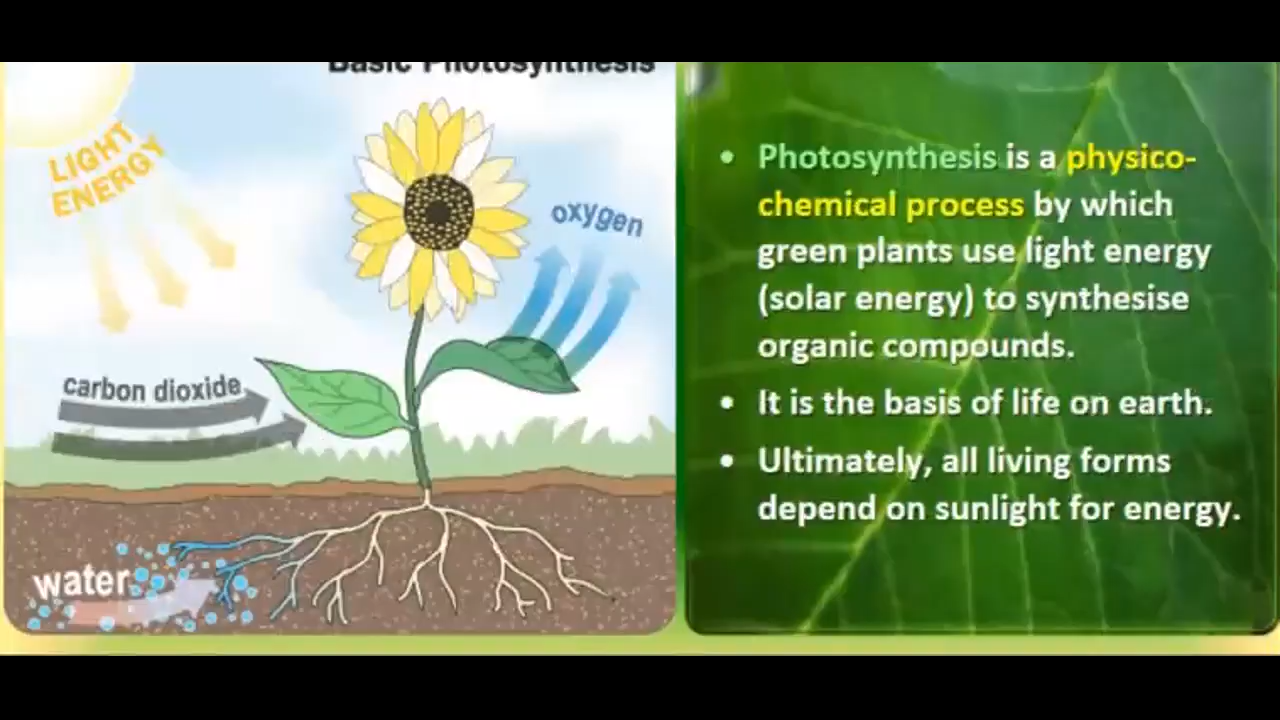 Basic Photosynthesis
LIGHT
ENERGY
oxygen
carbon dioxide
water
• Photosynthesis is a physico-
chemical process by which
green plants use light energy
(solar energy) to synthesise
organic compounds.
• It is the basis of life on earth.
• Ultimately, all living forms
depend on sunlight for energy.